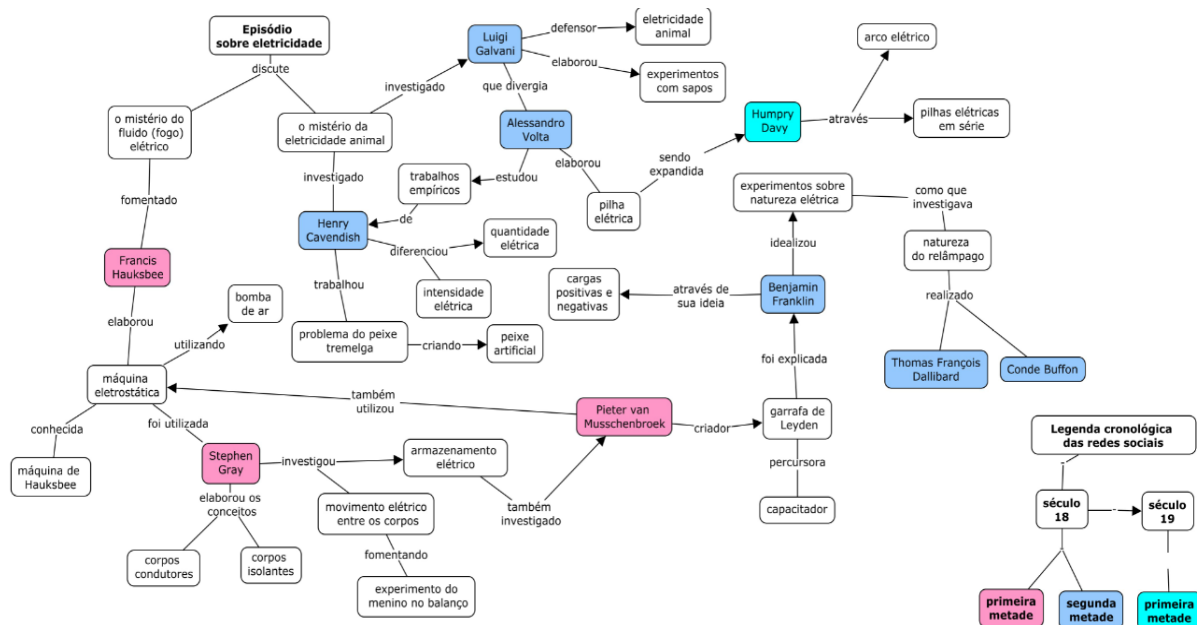 Episódio
sobre eletricidade
discute
o mistério do
fluido (fogo)
elétrico
fomentado
Francis
Hauksbee
elaborou
máquina
eletrostática
utilizando
bomba
de ar
conhecida
máquina de
Hauksbee
foi utilizada
Stephen
Gray
elaborou os
conceitos
corpos
condutores
corpos
isolantes
investigou
armazenamento
elétrico
movimento elétrico
entre os corpos
fomentando
experimento do
menino no balanço
também
investigado
também
utilizou
Pieter van
Musschenbroek
criador
garrafa de
Leyden
percursora
capacitador
foi explicada
Benjamin
Franklin
através de
sua ideia
cargas
positivas e
negativas
idealizou
experimentos sobre
natureza elétrica
como que
investigava
natureza
do relâmpago
realizado
Thomas François
Dallibard
Conde Buffon
o mistério da
eletricidade animal
investigado
Luigi
Galvani
defensor
eletricidade
animal
elaborou
experimentos
com sapos
que divergia
Alessandro
Volta
estudou
trabalhos
empíricos
de
elaborou
pilha
elétrica
sendo
expandida
Humpry
Davy
através
arco elétrico
pilhas elétricas
em série
investigado
Henry
Cavendish
diferenciou
quantidade
elétrica
intensidade
elétrica
trabalhou
problema do peixe
tremelga
criando
peixe
artificial
Legenda cronológica
das redes sociais
século
18
século
19
primeira
metade
segunda
metade
primeira
metade